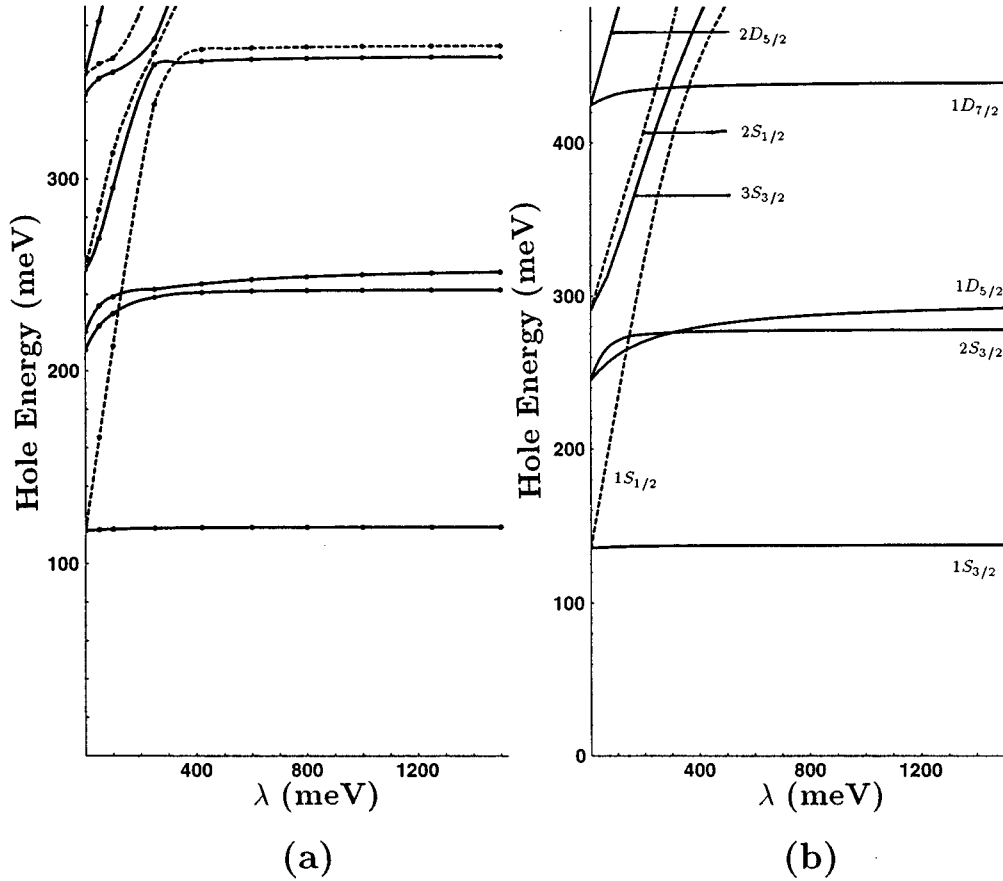 300
200
100
400
800
1200
Hole Energy (meV)
λ (meV)
(a)
400
300
200
100
0
400
800
1200
Hole Energy (meV)
λ (meV)
2D5/2
1D7/2
2S1/2
3S3/2
1D5/2
2S3/2
1S1/2
1S3/2
(b)